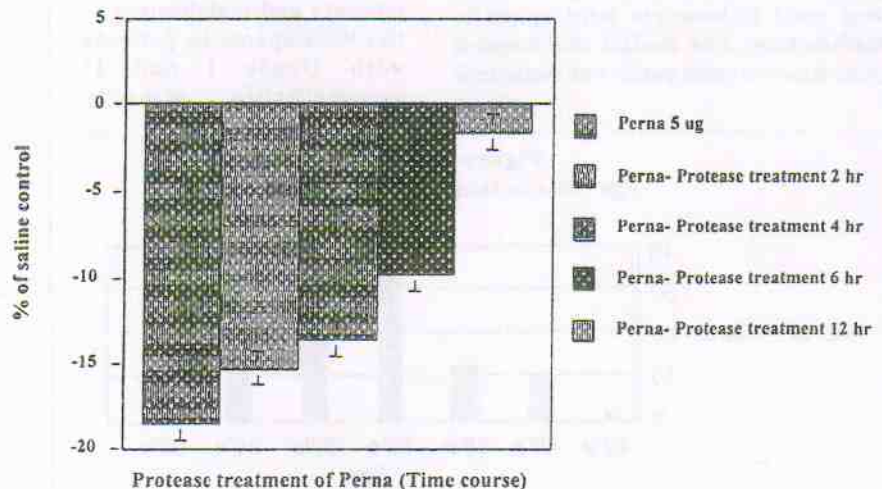 5
0
-5
-10
-15
-20
% of saline control
Protease treatment of Perna (Time course)
Perna 5 ug
Perna- Protease treatment 2 hr
Perna- Protease treatment 4 hr
Perna- Protease treatment 6 hr
Perna- Protease treatment 12 hr